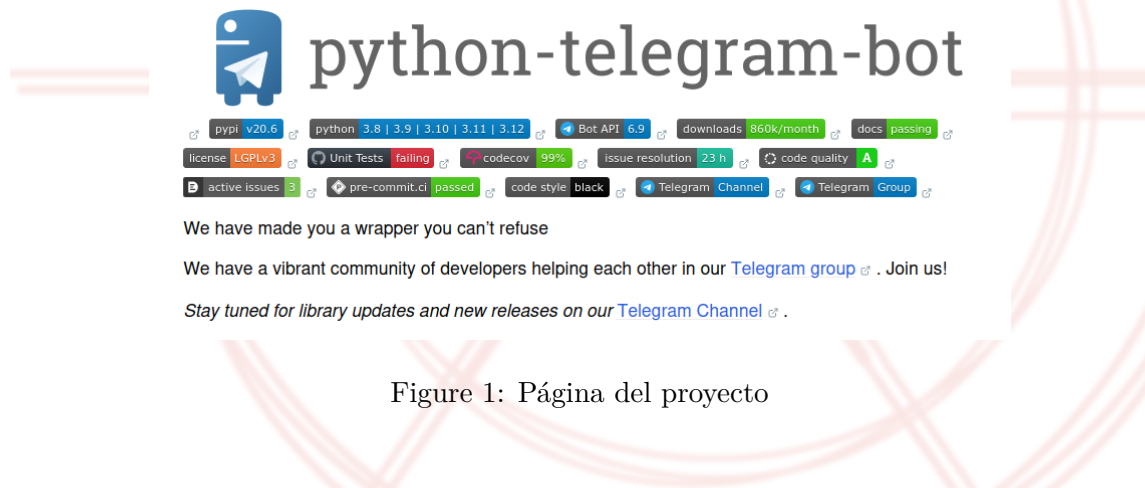 python-telegram-bot
pypi v20.6 python 3.8 | 3.9 | 3.10 | 3.11 | 3.12 Bot API 6.9 downloads 860k/month docs passing
license LGPLv3 Unit Tests failing codecov 99% issue resolution 23 h code quality A
active issues 3 pre-commit.ci passed code style black Telegram Channel Telegram Group
We have made you a wrapper you can't refuse
We have a vibrant community of developers helping each other in our Telegram group . Join us!
Stay tuned for library updates and new releases on our Telegram Channel .
Figure 1: Página del proyecto